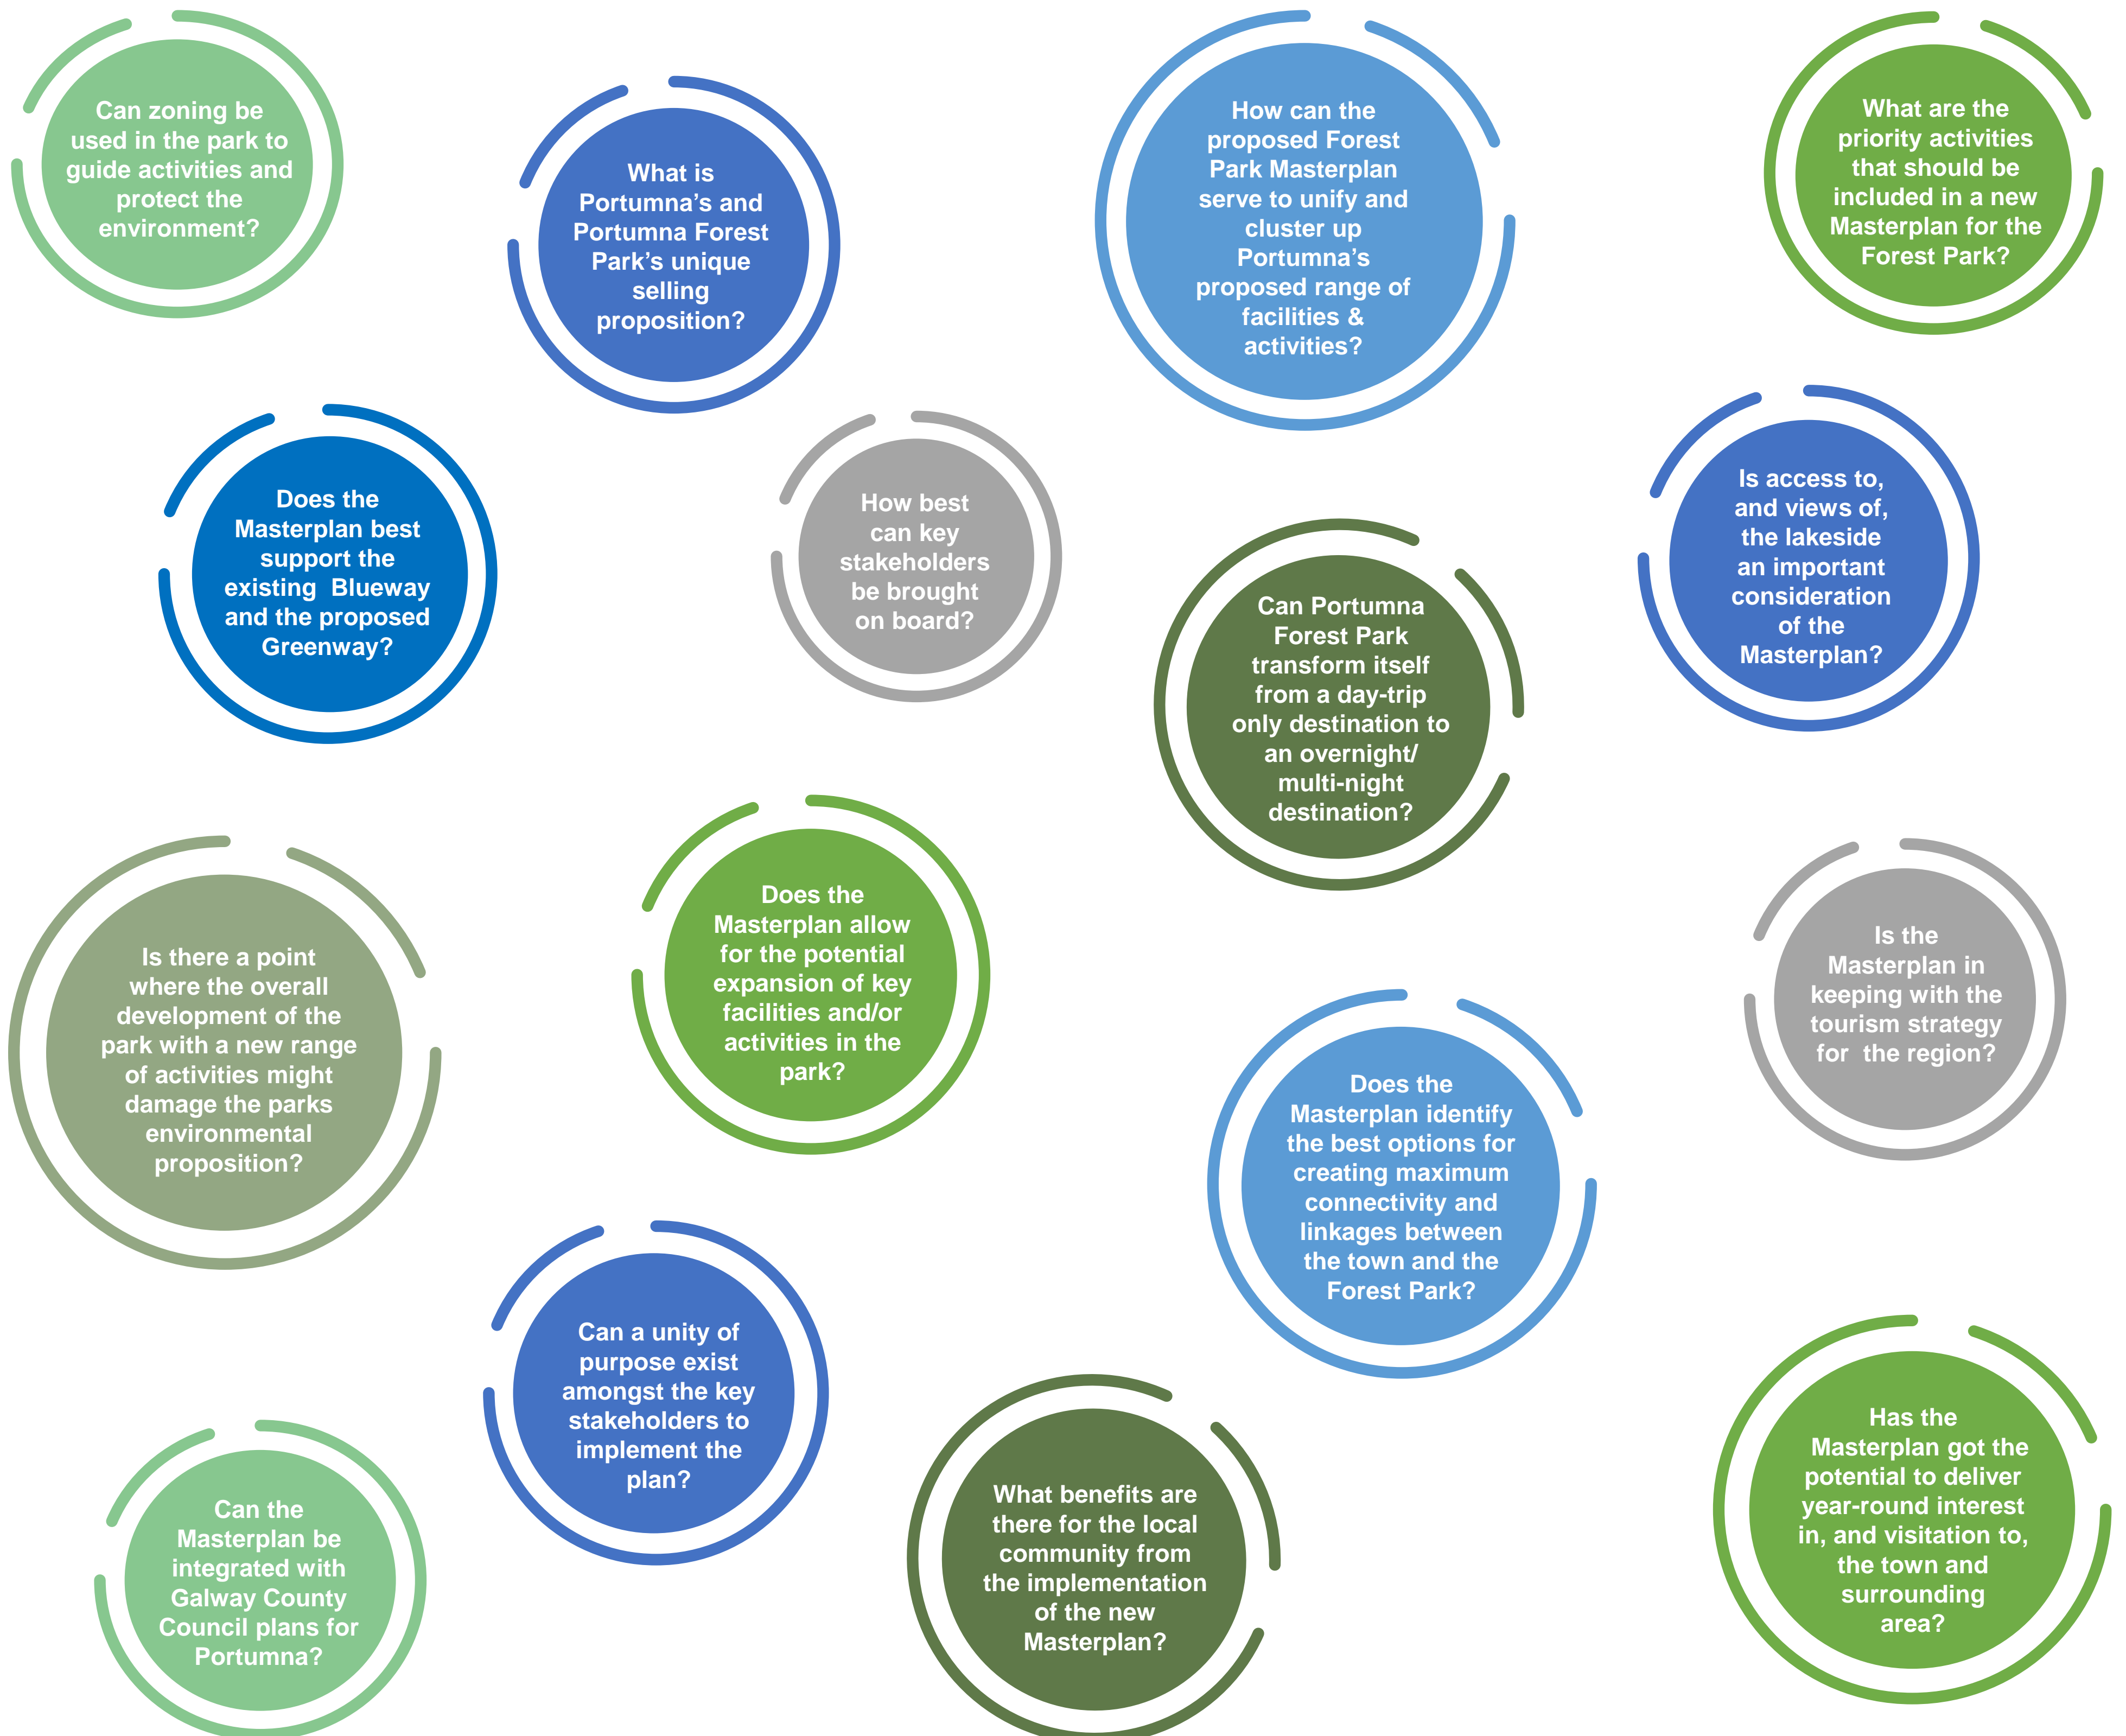 Can zoning be
used in the park to
guide activities and
protect the
environment?
What is
Portumna’s and
Portumna Forest
Park’s unique
selling
proposition?
How can the
proposed Forest
Park Masterplan
serve to unify and
cluster up
Portumna’s
proposed range of
facilities &
activities?
What are the
priority activities
that should be
included in a new
Masterplan for the
Forest Park?
Does the
Masterplan best
support the
existing  Blueway
and the proposed
Greenway?
How best
can key
stakeholders
be brought
on board?
Can Portumna
Forest Park
transform itself
from a day-trip
only destination to
an overnight/
multi-night
destination?
Is access to,
and views of,
the lakeside
an important
consideration
of the
Masterplan?
Is there a point
where the overall
development of the
park with a new range
of activities might
damage the parks
environmental
proposition?
Does the
Masterplan allow
for the potential
expansion of key
facilities and/or
activities in the
park?
Does the
Masterplan identify
the best options for
creating maximum
connectivity and
linkages between
the town and the
Forest Park?
Is the
Masterplan in
keeping with the
tourism strategy
for  the region?
Can the
Masterplan be
integrated with
Galway County
Council plans for
Portumna?
Can a unity of
purpose exist
amongst the key
stakeholders to
implement the
plan?
What benefits are
there for the local
community from
the implementation
of the new
Masterplan?
Has the
Masterplan got the
potential to deliver
year-round interest
in, and visitation to,
the town and
surrounding
area?